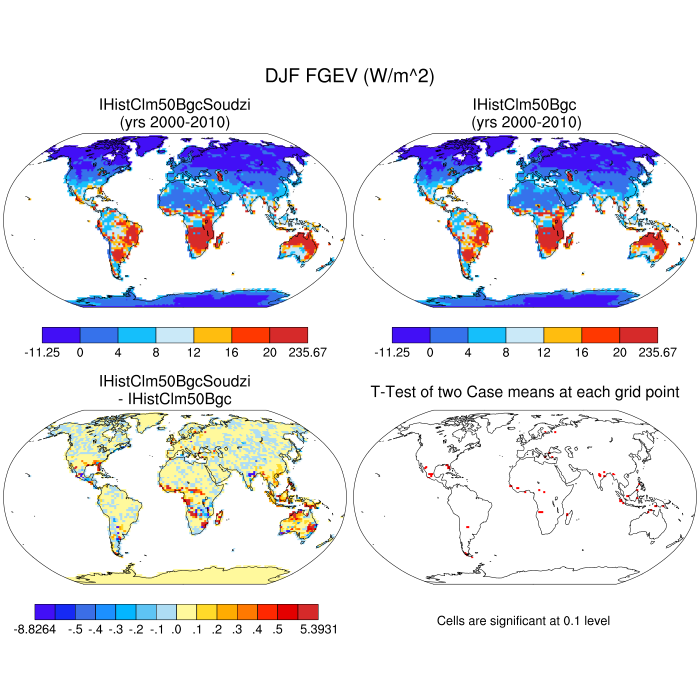 DJF FGEV (W/m^2)
IHistClm50BgcSoudzi
(yrs 2000-2010)
IHistClm50Bgc
(yrs 2000-2010)
-11.25 0 4 8 12 16 20 235.67
-11.25 0 4 8 12 16 20 235.67
IHistClm50BgcSoudzi
- IHistClm50Bgc
T-Test of two Case means at each grid point
-8.8264 -.5 -.4 -.3 -.2 -.1 .0 .1 .2 .3 .4 .5 5.3931
Cells are significant at 0.1 level